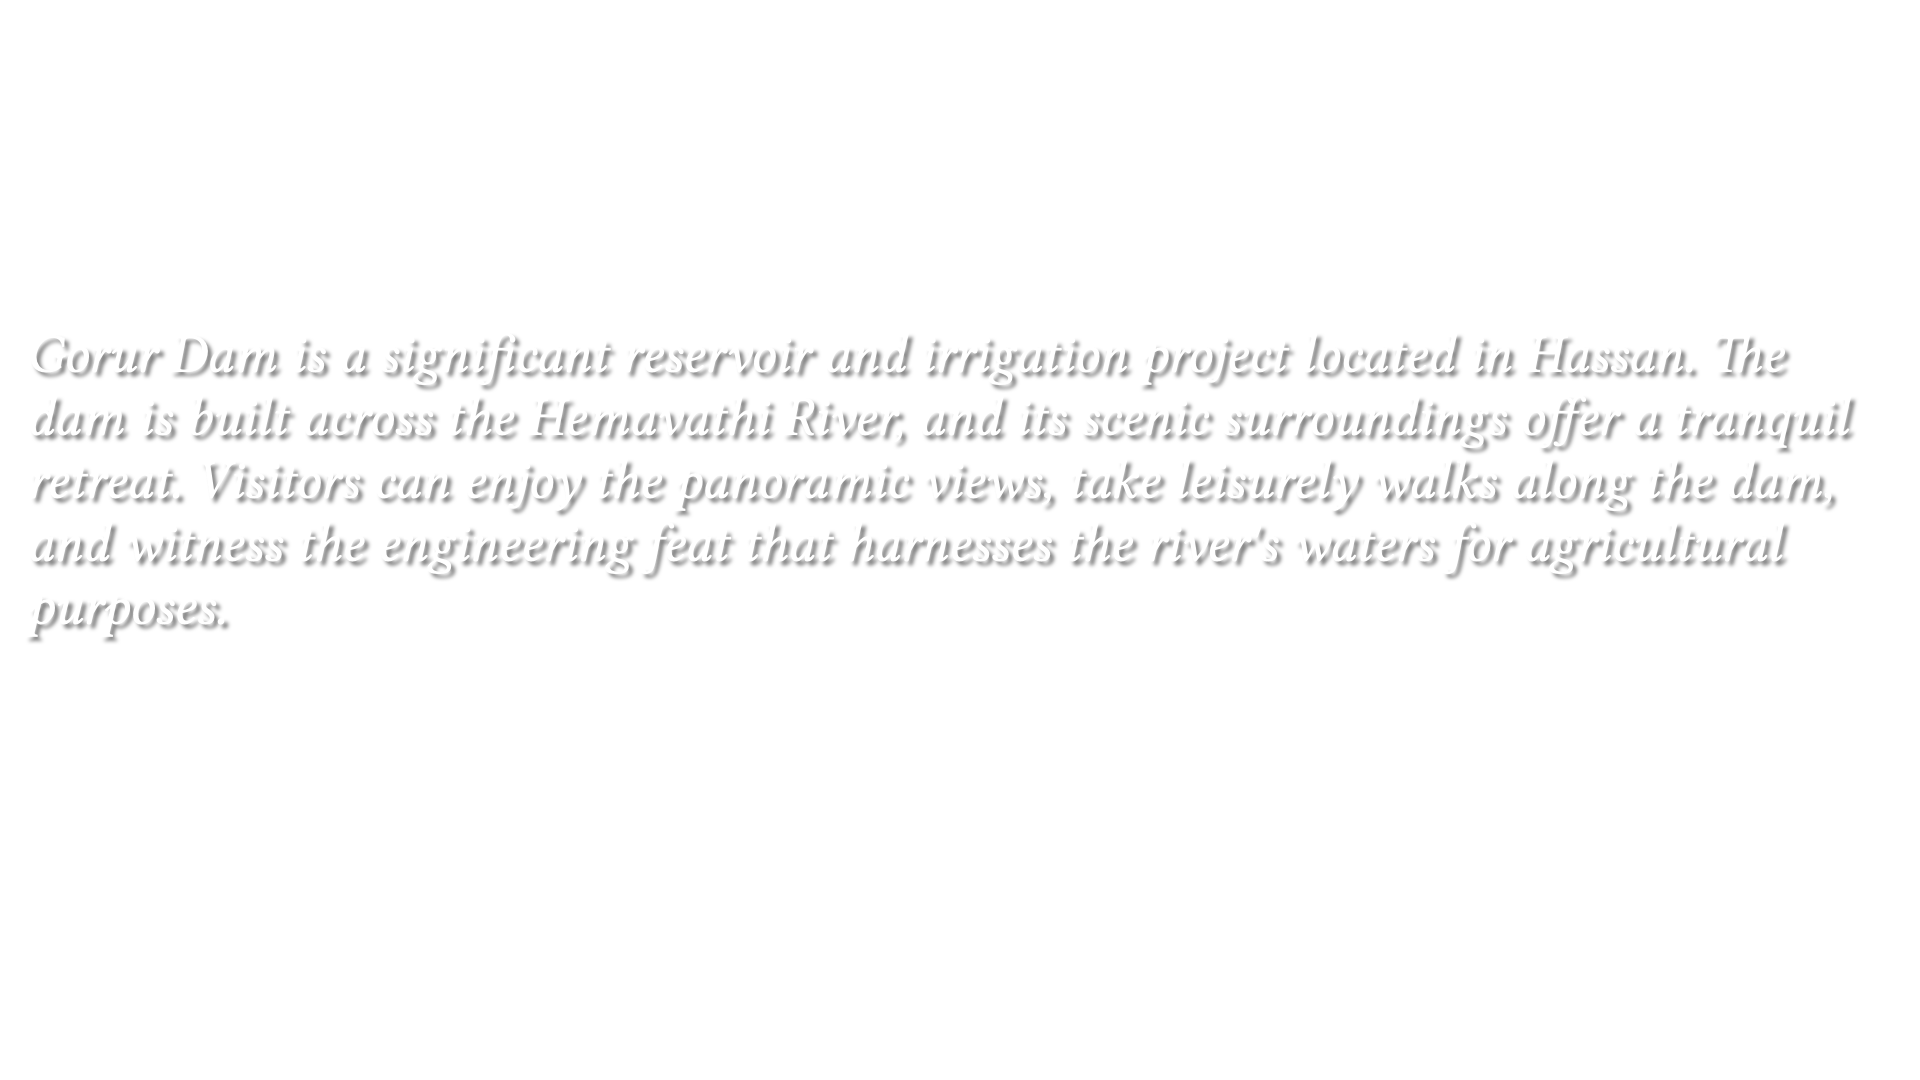 Gorur Dam is a significant reservoir and irrigation project located in Hassan. The
dam is built across the Hemavathi River, and its scenic surroundings offer a tranquil
retreat. Visitors can enjoy the panoramic views, take leisurely walks along the dam,
and witness the engineering feat that harnesses the river's waters for agricultural
purposes.